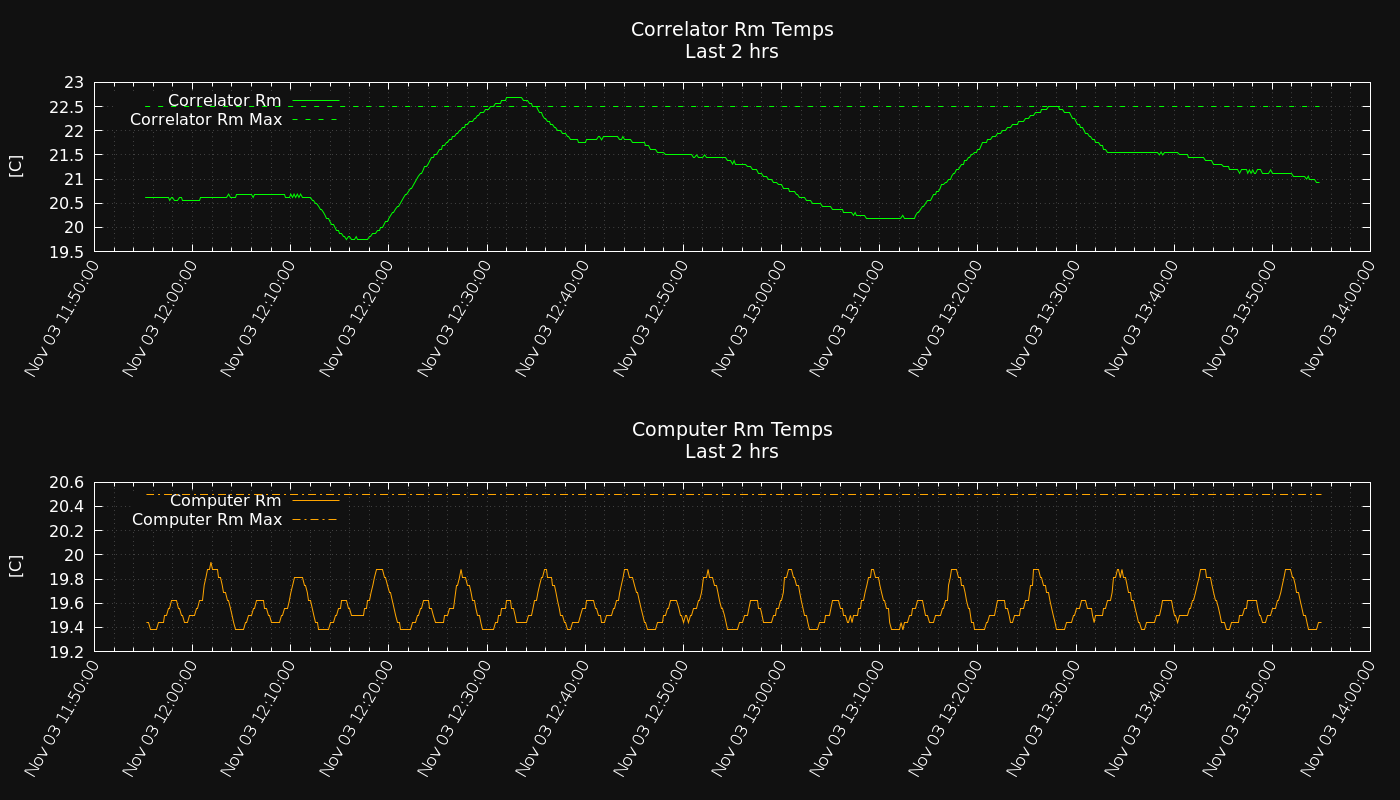 Correlator Rm Temps
Last 2 hrs
[C]
23
22.5
22
21.5
21
20.5
20
19.5
Correlator Rm
Correlator Rm Max
Nov 03 11:50:00
Nov 03 12:00:00
Nov 03 12:10:00
Nov 03 12:20:00
Nov 03 12:30:00
Nov 03 12:40:00
Nov 03 12:50:00
Nov 03 13:00:00
Nov 03 13:10:00
Nov 03 13:20:00
Nov 03 13:30:00
Nov 03 13:40:00
Nov 03 13:50:00
Nov 03 14:00:00
Computer Rm Temps
Last 2 hrs
[C]
20.6
20.4
20.2
20
19.8
19.6
19.4
19.2
Computer Rm
Computer Rm Max
Nov 03 11:50:00
Nov 03 12:00:00
Nov 03 12:10:00
Nov 03 12:20:00
Nov 03 12:30:00
Nov 03 12:40:00
Nov 03 12:50:00
Nov 03 13:00:00
Nov 03 13:10:00
Nov 03 13:20:00
Nov 03 13:30:00
Nov 03 13:40:00
Nov 03 13:50:00
Nov 03 14:00:00